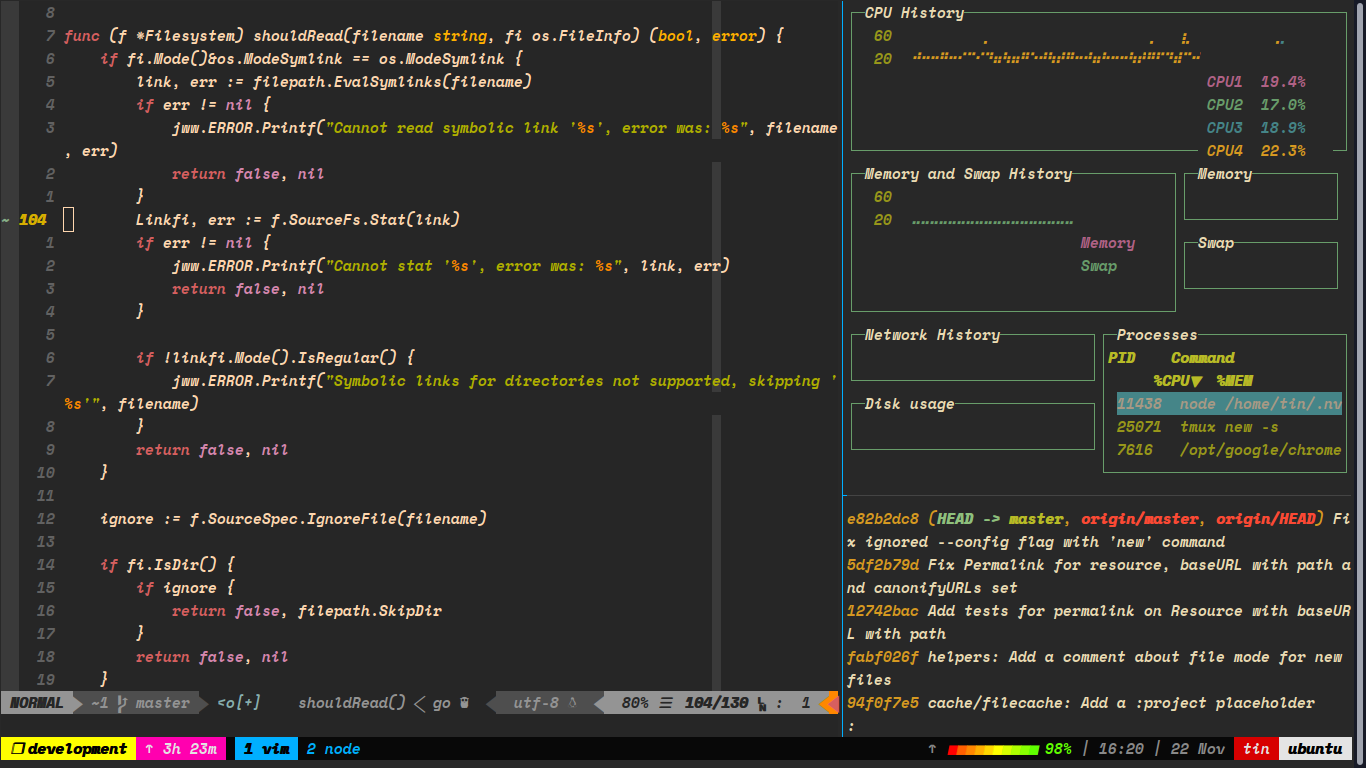 8
7 func (f *Filesystem) shouldRead(filename string, fi os.FileInfo) (bool, error) {
6 if fi.Mode()&os.ModeSymlink == os.ModeSymlink {
5 link, err := filepath.EvalSymlinks(filename)
4 if err != nil {
3 jww.ERROR.Printf("Cannot read symbolic link '%s', error was: %s", filename
, err)
2 return false, nil
1 }
~ 104 Linkfi, err := f.SourceFs.Stat(link)
1 if err != nil {
2 jww.ERROR.Printf("Cannot stat '%s', error was: %s", link, err)
3 return false, nil
4 }
5
6 if !linkfi.Mode().IsRegular() {
7 jww.ERROR.Printf("Symbolic links for directories not supported, skipping '
%s'", filename)
8 }
9 return false, nil
10 }
11
12 ignore := f.SourceSpec.IgnoreFile(filename)
13
14 if fi.IsDir() {
15 if ignore {
16 return false, filepath.SkipDir
17 }
18 return false, nil
19 }
NORMAL ~1 master <o[+] shouldRead() < go utf-8 80% ☰ 104/130 : 1
CPU History
60
20
CPU1 19.4%
CPU2 17.0%
CPU3 18.9%
CPU4 22.3%
Memory and Swap History
60
20
Memory
Swap
Memory
Swap
Network History
Disk usage
Processes
PID Command
%CPU▼ %MEM
11438 node /home/tin/.nv
25071 tmux new -s
7616 /opt/google/chrome
e82b2dc8 (HEAD -> master, origin/master, origin/HEAD) Fi
x ignored --config flag with 'new' command
5df2b79d Fix Permalink for resource, baseURL with path a
nd canonifyURLs set
12742bac Add tests for permalink on Resource with baseUR
L with path
fabf026f helpers: Add a comment about file mode for new
files
94f0f7e5 cache/filecache: Add a :project placeholder
:
❐ development ↑ 3h 23m 1 vim 2 node ↑ 98% | 16:20 | 22 Nov tin ubuntu